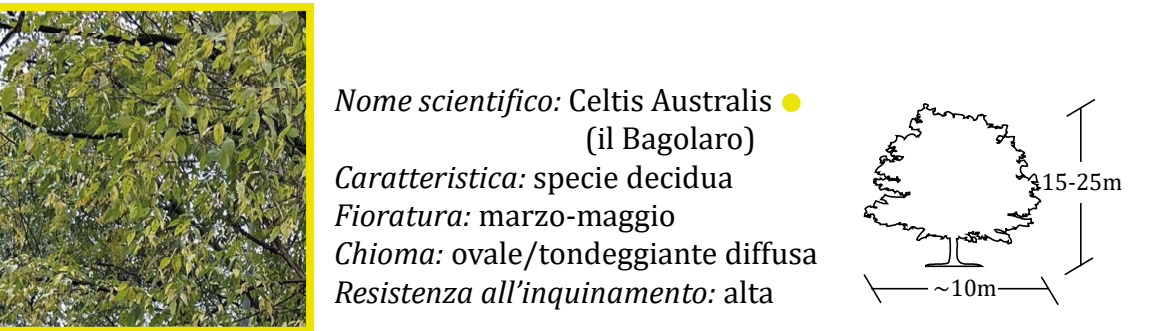 Nome scientifico: Celtis Australis
(il Bagolaro)
Caratteristica: specie decidua
Fioratura: marzo-maggio
Chioma: ovale/tondeggiante diffusa
Resistenza all'inquinamento: alta
15-25m
~10m